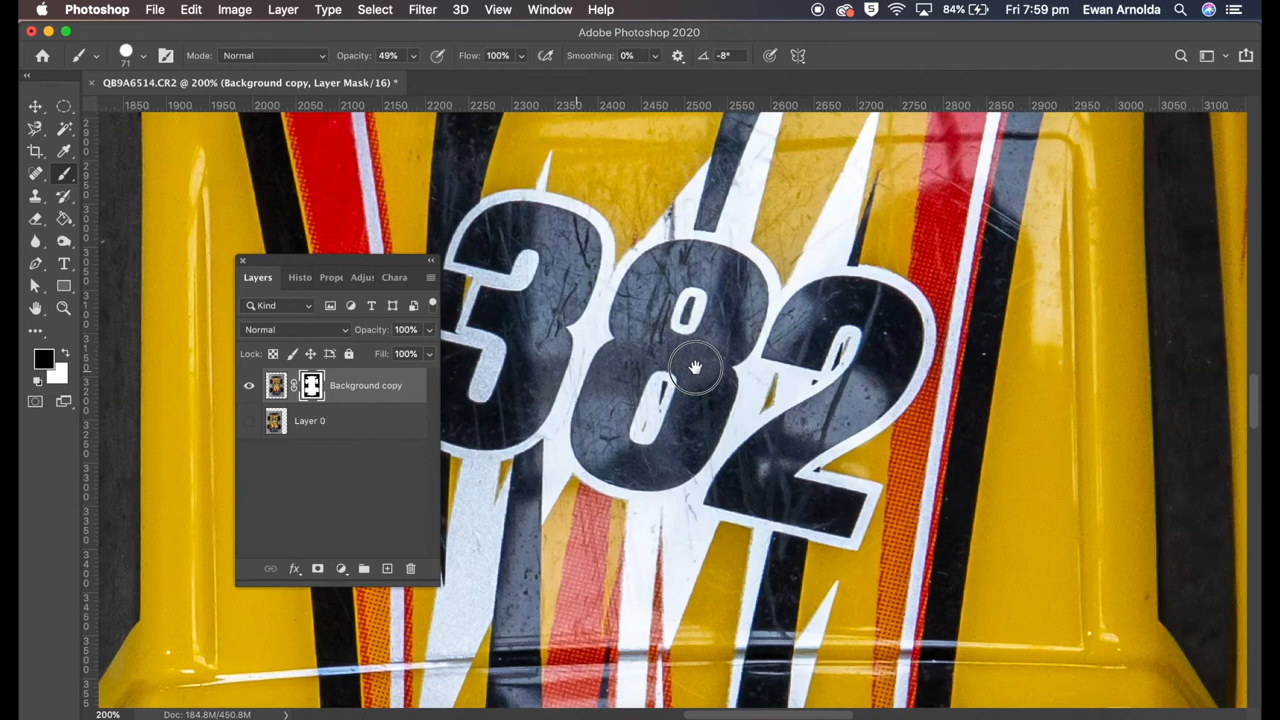 Photoshop File Edit Image Layer Type Select Filter 3D View Window Help 84% Fri 7:59 pm Ewan Arnolda
Adobe Photoshop 2020
71 Mode: Normal Opacity: 49% Flow: 100% Smoothing: 0% -8°
QB9A6514.CR2 @ 200% (Background copy, Layer Mask/16) *
1850 1900 1950 2000 2050 2100 2150 2200 2250 2300 2350 2400 2450 2500 2550 2600 2650 2700 2750 2800 2850 2900 2950 3000 3050 3100
382
Layers Histo Prope Adju Chara
Kind
Normal Opacity: 100%
Lock: Fill: 100%
Background copy
Layer 0
fx
200% Doc: 184.8M/450.8M